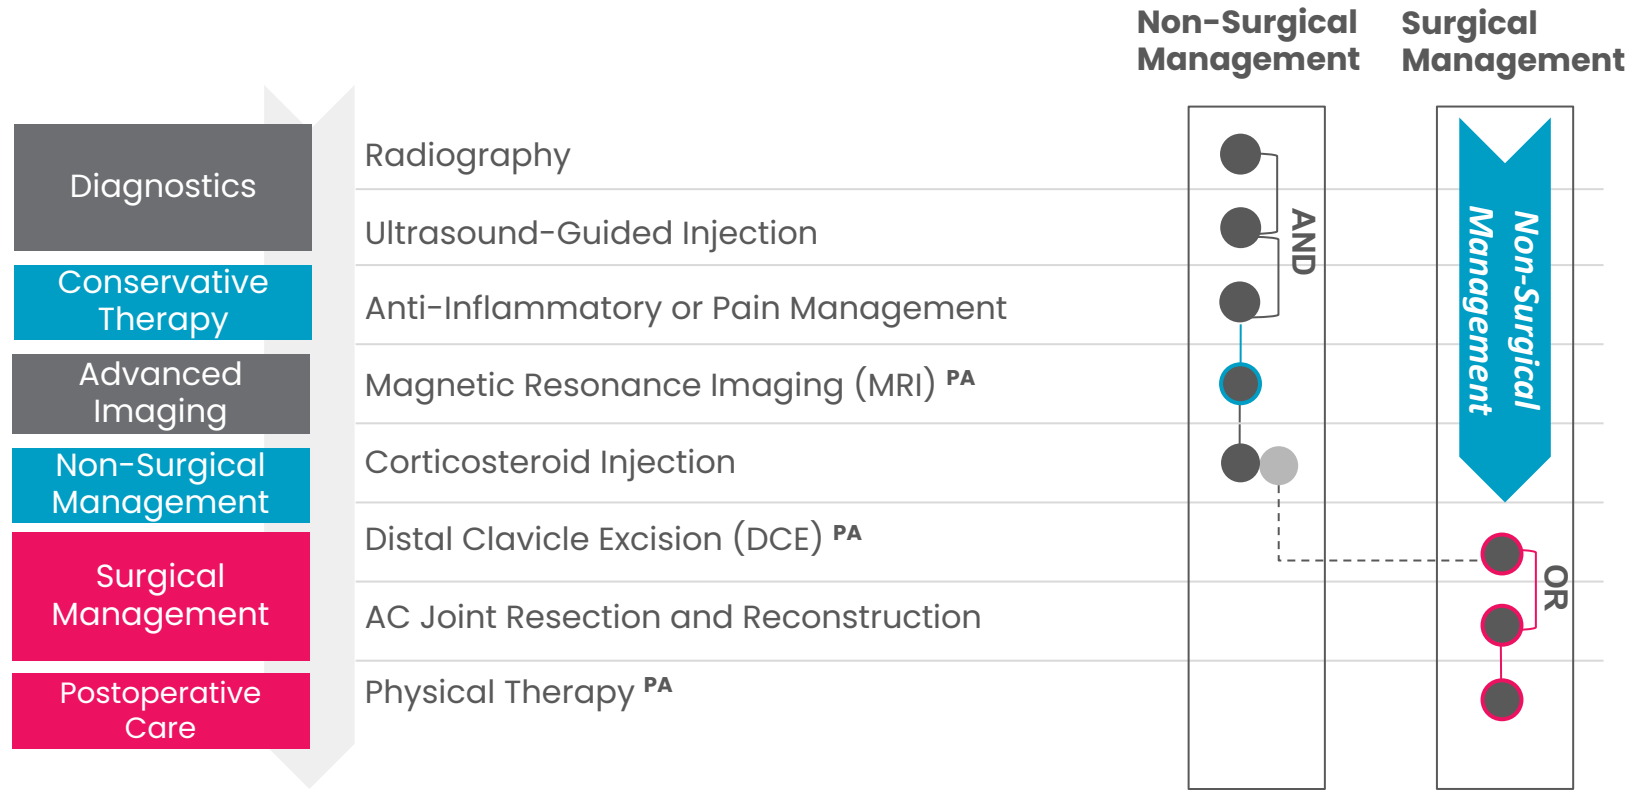 Non-Surgical
Management
Surgical
Management
Diagnostics
Radiography
Ultrasound-Guided Injection
Conservative
Therapy
Anti-Inflammatory or Pain Management
Advanced
Imaging
Magnetic Resonance Imaging (MRI) PA
Non-Surgical
Management
Corticosteroid Injection
Surgical
Management
Distal Clavicle Excision (DCE) PA
AC Joint Resection and Reconstruction
Postoperative
Care
Physical Therapy PA
AND
Non-Surgical
Management
OR